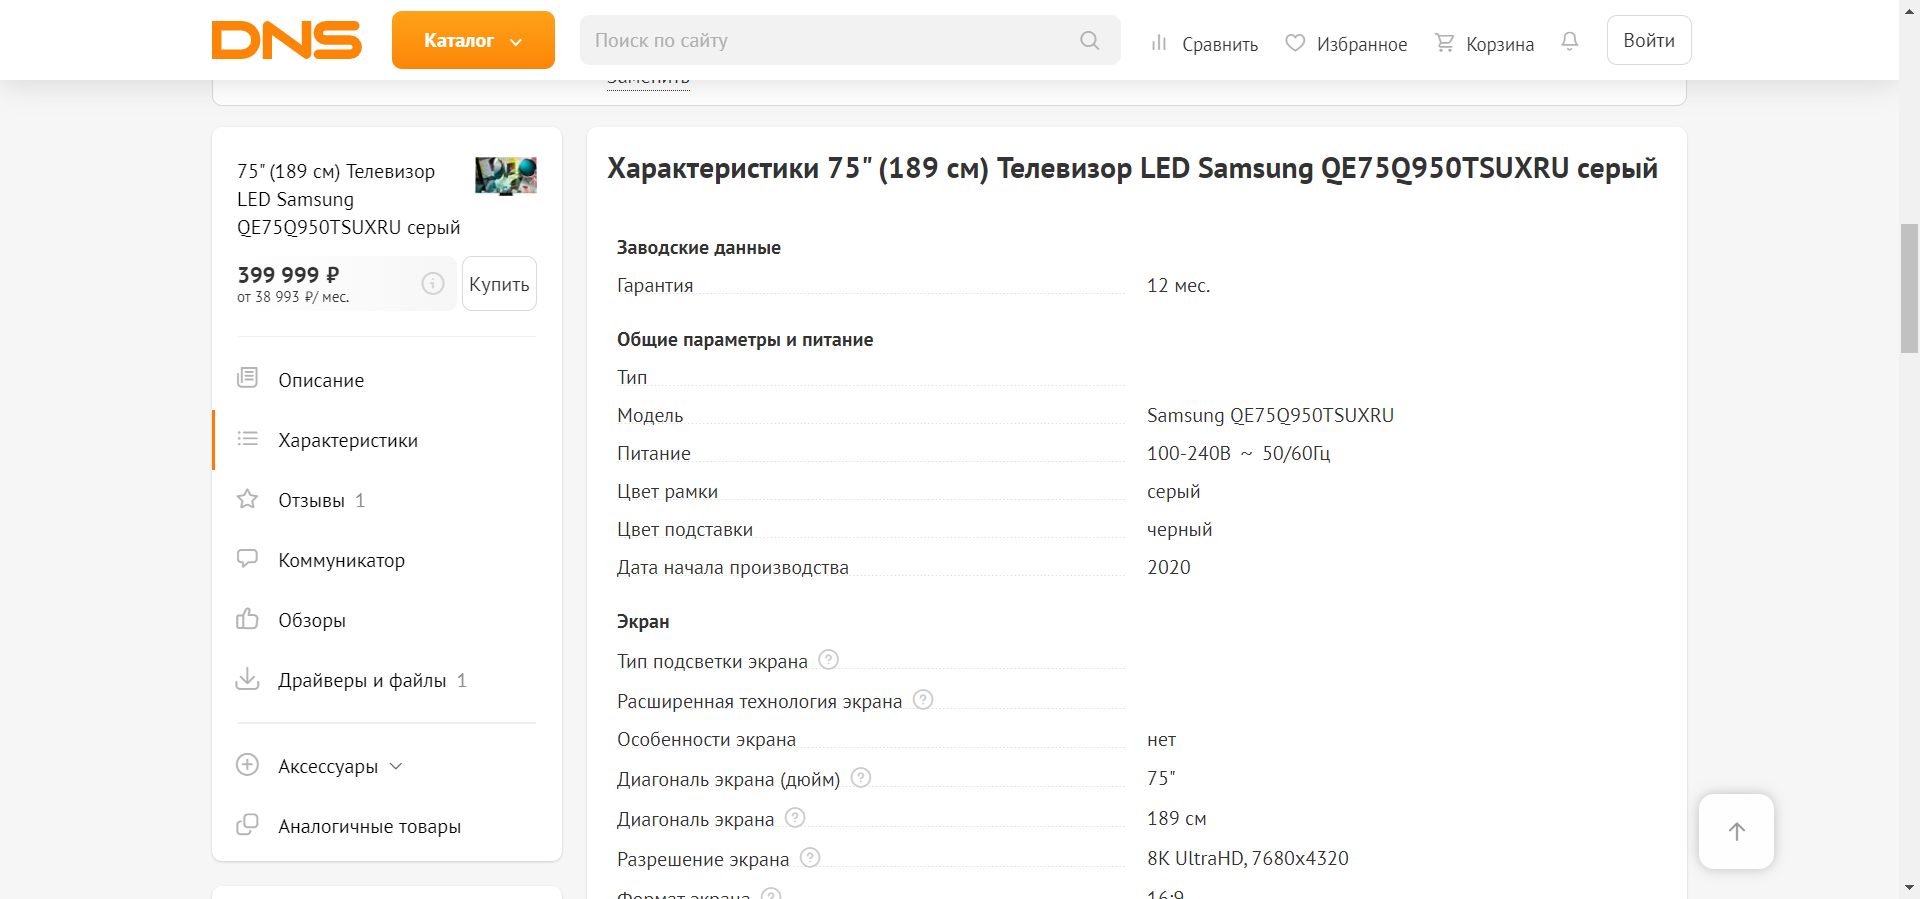 DNS
Каталог
Поиск по сайту
Сравнить
Избранное
Корзина
Войти
Заменить
75" (189 см) Телевизор
LED Samsung
QE75Q950TSUXRU серый
399 999 ₽
от 38 993 ₽/ мес.
Купить
Описание
Характеристики
Отзывы 1
Коммуникатор
Обзоры
Драйверы и файлы 1
Аксессуары
Аналогичные товары
Характеристики 75" (189 см) Телевизор LED Samsung QE75Q950TSUXRU серый
Заводские данные
Гарантия 12 мес.
Общие параметры и питание
Тип
Модель Samsung QE75Q950TSUXRU
Питание 100-240В ~ 50/60Гц
Цвет рамки серый
Цвет подставки черный
Дата начала производства 2020
Экран
Тип подсветки экрана ?
Расширенная технология экрана ?
Особенности экрана нет
Диагональ экрана (дюйм) ? 75"
Диагональ экрана ? 189 см
Разрешение экрана ? 8K UltraHD, 7680x4320
Формат экрана ? 16:9